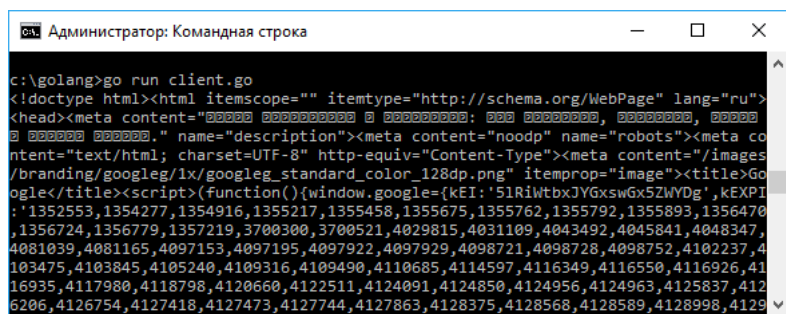 Администратор: Командная строка
c:\golang>go run client.go
<!doctype html><html itemscope="" itemtype="http://schema.org/WebPage" lang="ru">
<head><meta content=" : , , ." name="description"><meta content="noodp" name="robots"><meta co
ntent="text/html; charset=UTF-8" http-equiv="Content-Type"><meta content="/images
/branding/googleg/1x/googleg_standard_color_128dp.png" itemprop="image"><title>Go
ogle</title><script>(function(){window.google={kEI:'5lRiWtbxJYGxswGx5ZWYDg',kEXPI
:'1352553,1354277,1354916,1355217,1355458,1355675,1355762,1355792,1355893,1356470
,1356724,1356779,1357219,3700300,3700521,4029815,4031109,4043492,4045841,4048347,
4081039,4081165,4097153,4097195,4097922,4097929,4098721,4098728,4098752,4102237,4
103475,4103845,4105240,4109316,4109490,4110685,4114597,4116349,4116550,4116926,41
16935,4117980,4118798,4120660,4122511,4124091,4124850,4124956,4124963,4125837,412
6206,4126754,4127418,4127473,4127744,4127863,4128375,4128568,4128589,4128998,4129